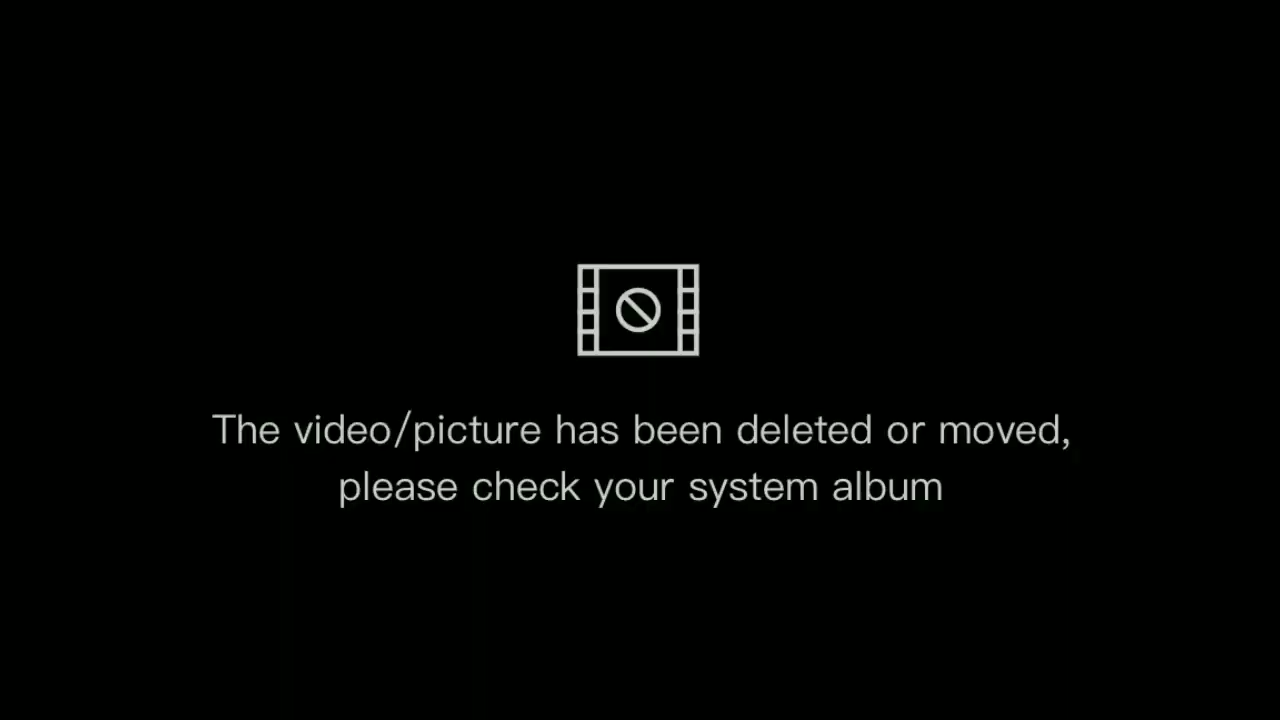 The video/picture has been deleted or moved,
please check your system album